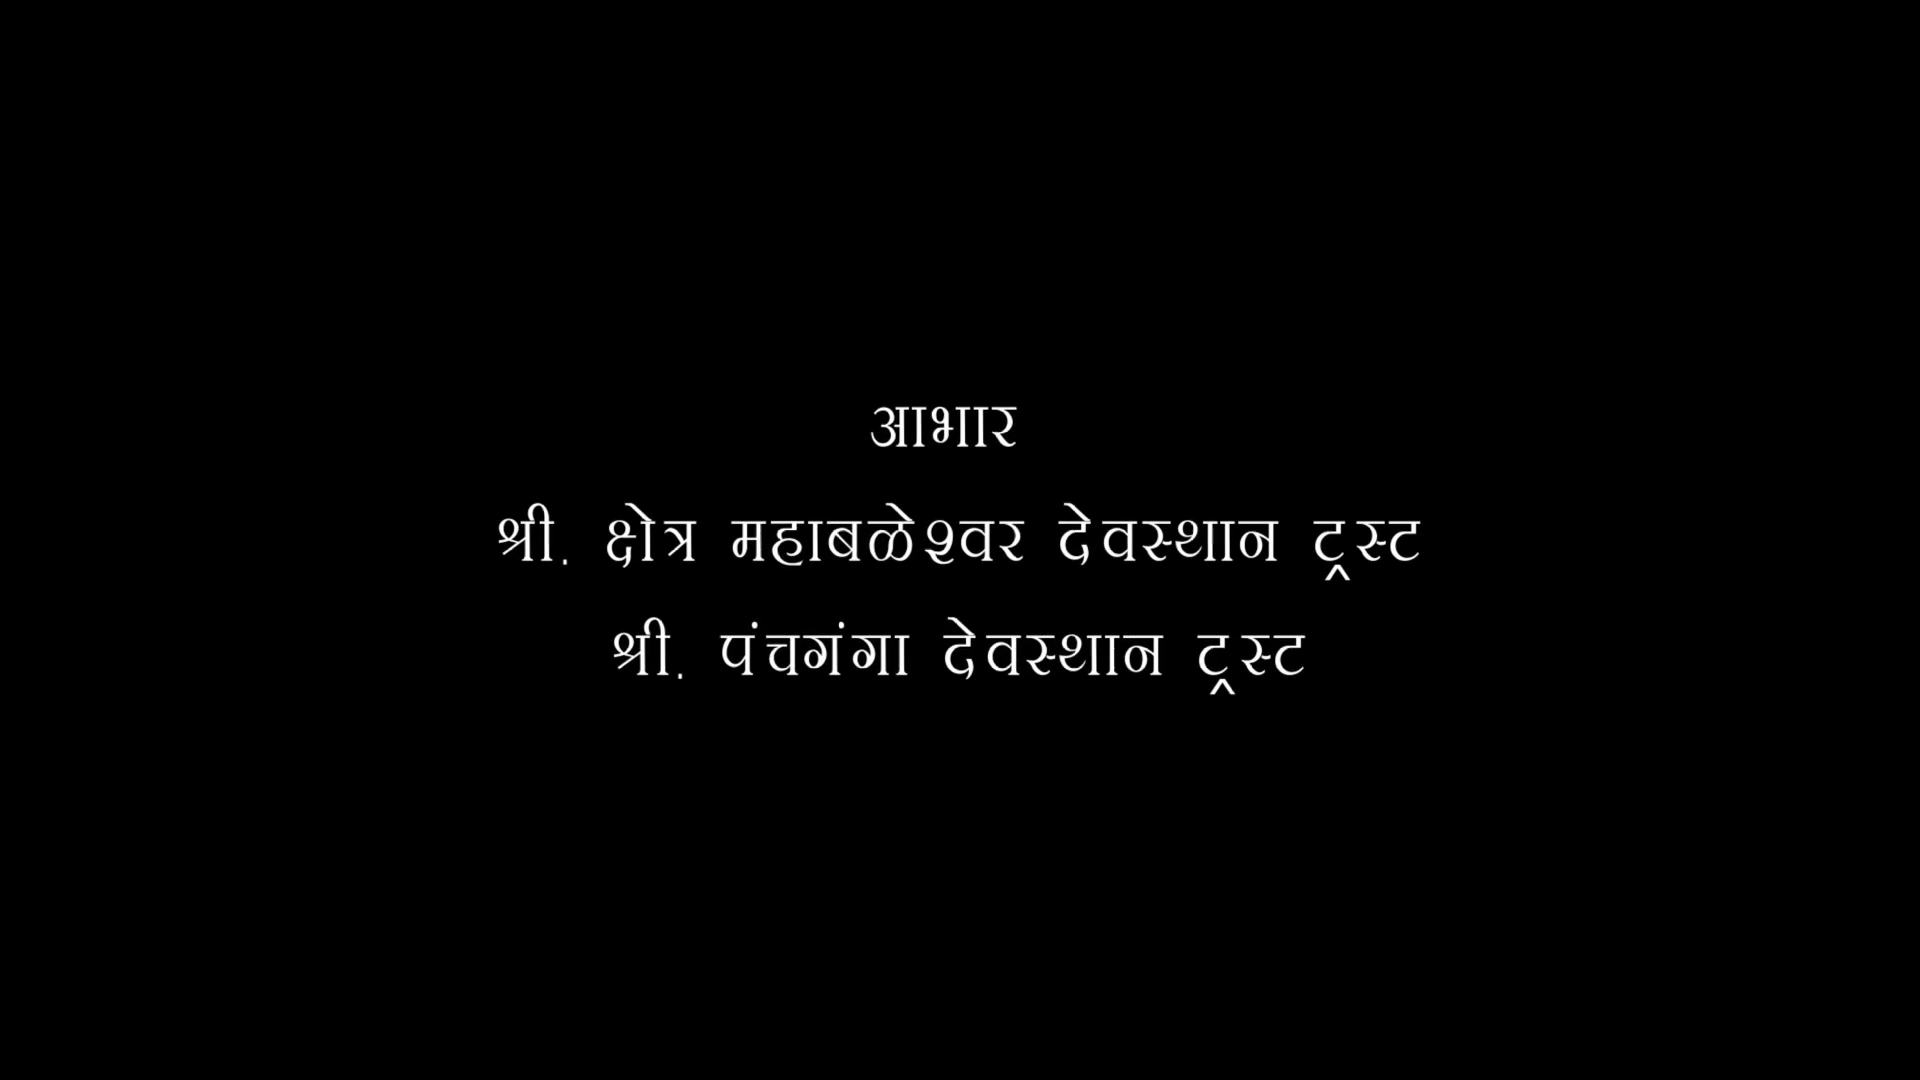 आभार
श्री. क्षेत्र महाबळेश्वर देवस्थान ट्रस्ट
श्री. पंचगंगा देवस्थान ट्रस्ट